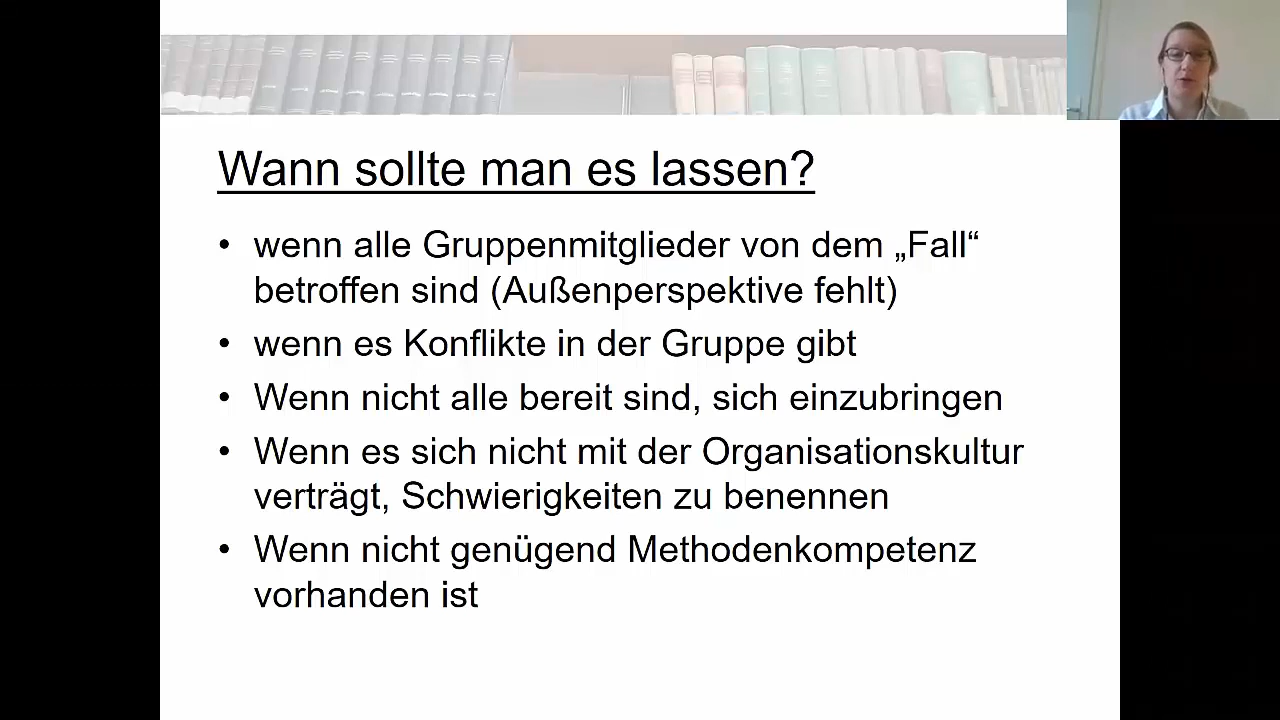 Wann sollte man es lassen?
• wenn alle Gruppenmitglieder von dem „Fall“
betroffen sind (Außenperspektive fehlt)
• wenn es Konflikte in der Gruppe gibt
• Wenn nicht alle bereit sind, sich einzubringen
• Wenn es sich nicht mit der Organisationskultur
verträgt, Schwierigkeiten zu benennen
• Wenn nicht genügend Methodenkompetenz
vorhanden ist